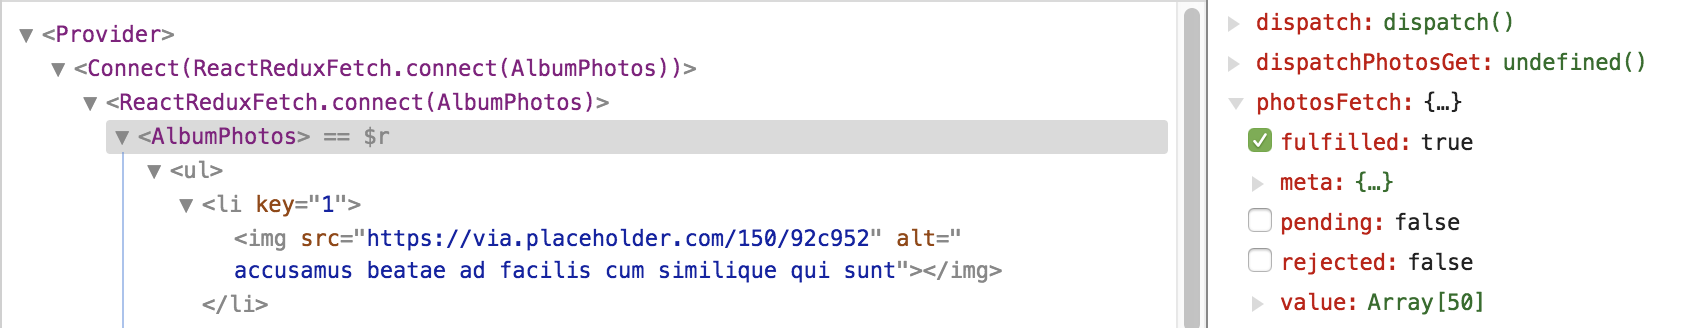 ▼ <Provider>
▼ <Connect(ReactReduxFetch.connect(AlbumPhotos))>
▼ <ReactReduxFetch.connect(AlbumPhotos)>
▼ <AlbumPhotos> == $r
▼ <ul>
▼ <li key="1">
<img src="https://via.placeholder.com/150/92c952" alt="
accusamus beatae ad facilis cum similique qui sunt"></img>
</li>
▶ dispatch: dispatch()
▶ dispatchPhotosGet: undefined()
▼ photosFetch: {…}
fulfilled: true
▶ meta: {…}
pending: false
rejected: false
▶ value: Array[50]